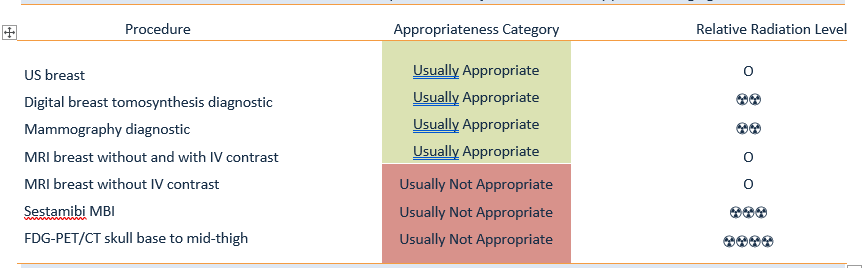 Procedure Appropriateness Category Relative Radiation Level
US breast Usually Appropriate O
Digital breast tomosynthesis diagnostic Usually Appropriate ☢☢
Mammography diagnostic Usually Appropriate ☢☢
MRI breast without and with IV contrast Usually Appropriate O
MRI breast without IV contrast Usually Not Appropriate O
Sestamibi MBI Usually Not Appropriate ☢☢☢
FDG-PET/CT skull base to mid-thigh Usually Not Appropriate ☢☢☢☢